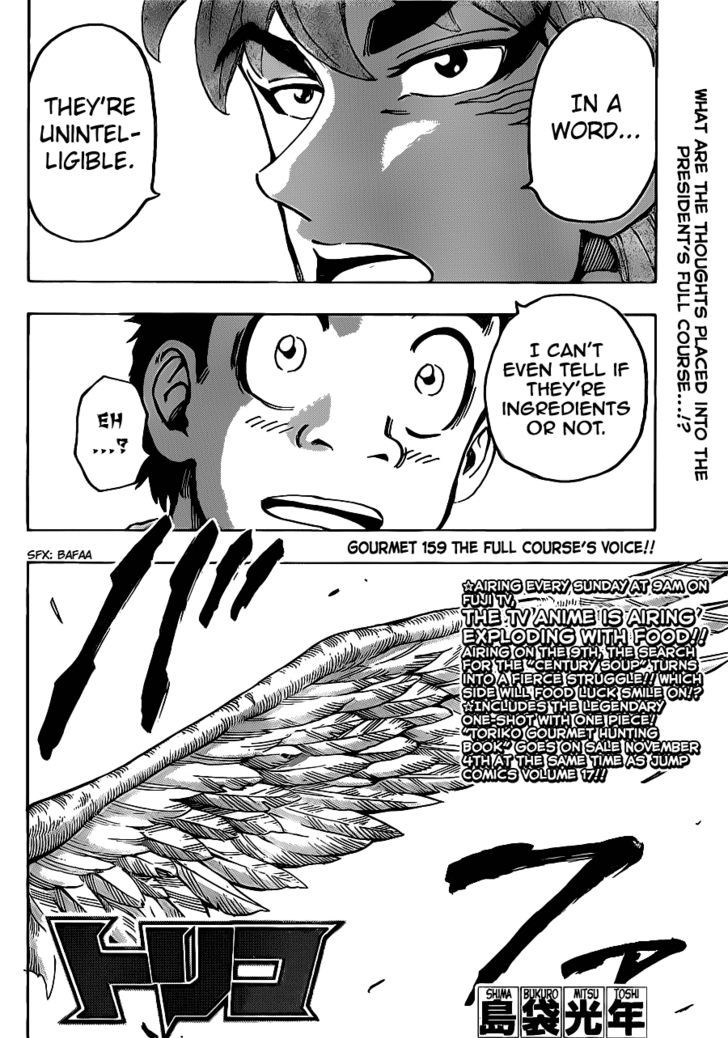 WHAT ARE THE THOUGHTS PLACED INTO THE
PRESIDENT'S FULL COURSE...!?
IN A
WORD...
THEY'RE
UNINTEL-
LIGIBLE.
I CAN'T
EVEN TELL IF
THEY'RE
INGREDIENTS
OR NOT.
EH
...?
SFX: BAFAA
GOURMET 159 THE FULL COURSE'S VOICE!!
バファ
☆AIRING EVERY SUNDAY AT 9AM ON
FUJI TV,
THE TV ANIME IS AIRING
EXPLODING WITH FOOD!!
AIRING ON THE 9TH, THE SEARCH
FOR THE "CENTURY SOUP" TURNS
INTO A FIERCE STRUGGLE!! WHICH
SIDE WILL FOOD LUCK SMILE ON!?
☆INCLUDES THE LEGENDARY
ONE-SHOT WITH ONE PIECE!
"TORIKO GOURMET HUNTING
BOOK" GOES ON SALE NOVEMBER
4TH AT THE SAME TIME AS JUMP
COMICS VOLUME 17!!
トリコ
SHIMA BUKURO MITSU TOSHI
島袋光年